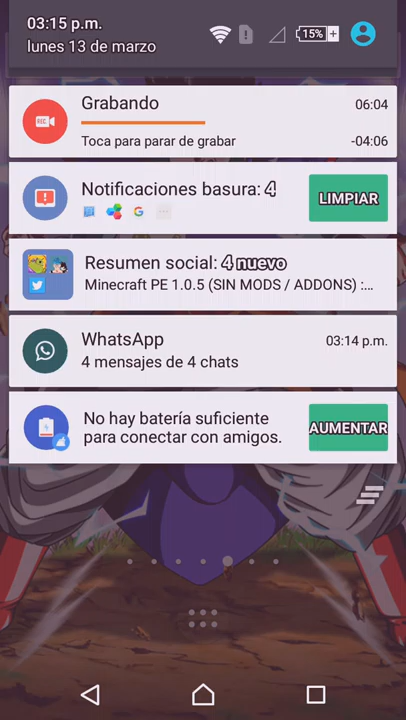 03:15 p.m.
lunes 13 de marzo
15%
Grabando
06:04
REC
Toca para parar de grabar
-04:06
Notificaciones basura: 4
LIMPIAR
G
Resumen social: 4 nuevo
Minecraft PE 1.0.5 (SIN MODS / ADDONS) :...
WhatsApp
03:14 p.m.
4 mensajes de 4 chats
No hay batería suficiente
para conectar con amigos.
AUMENTAR